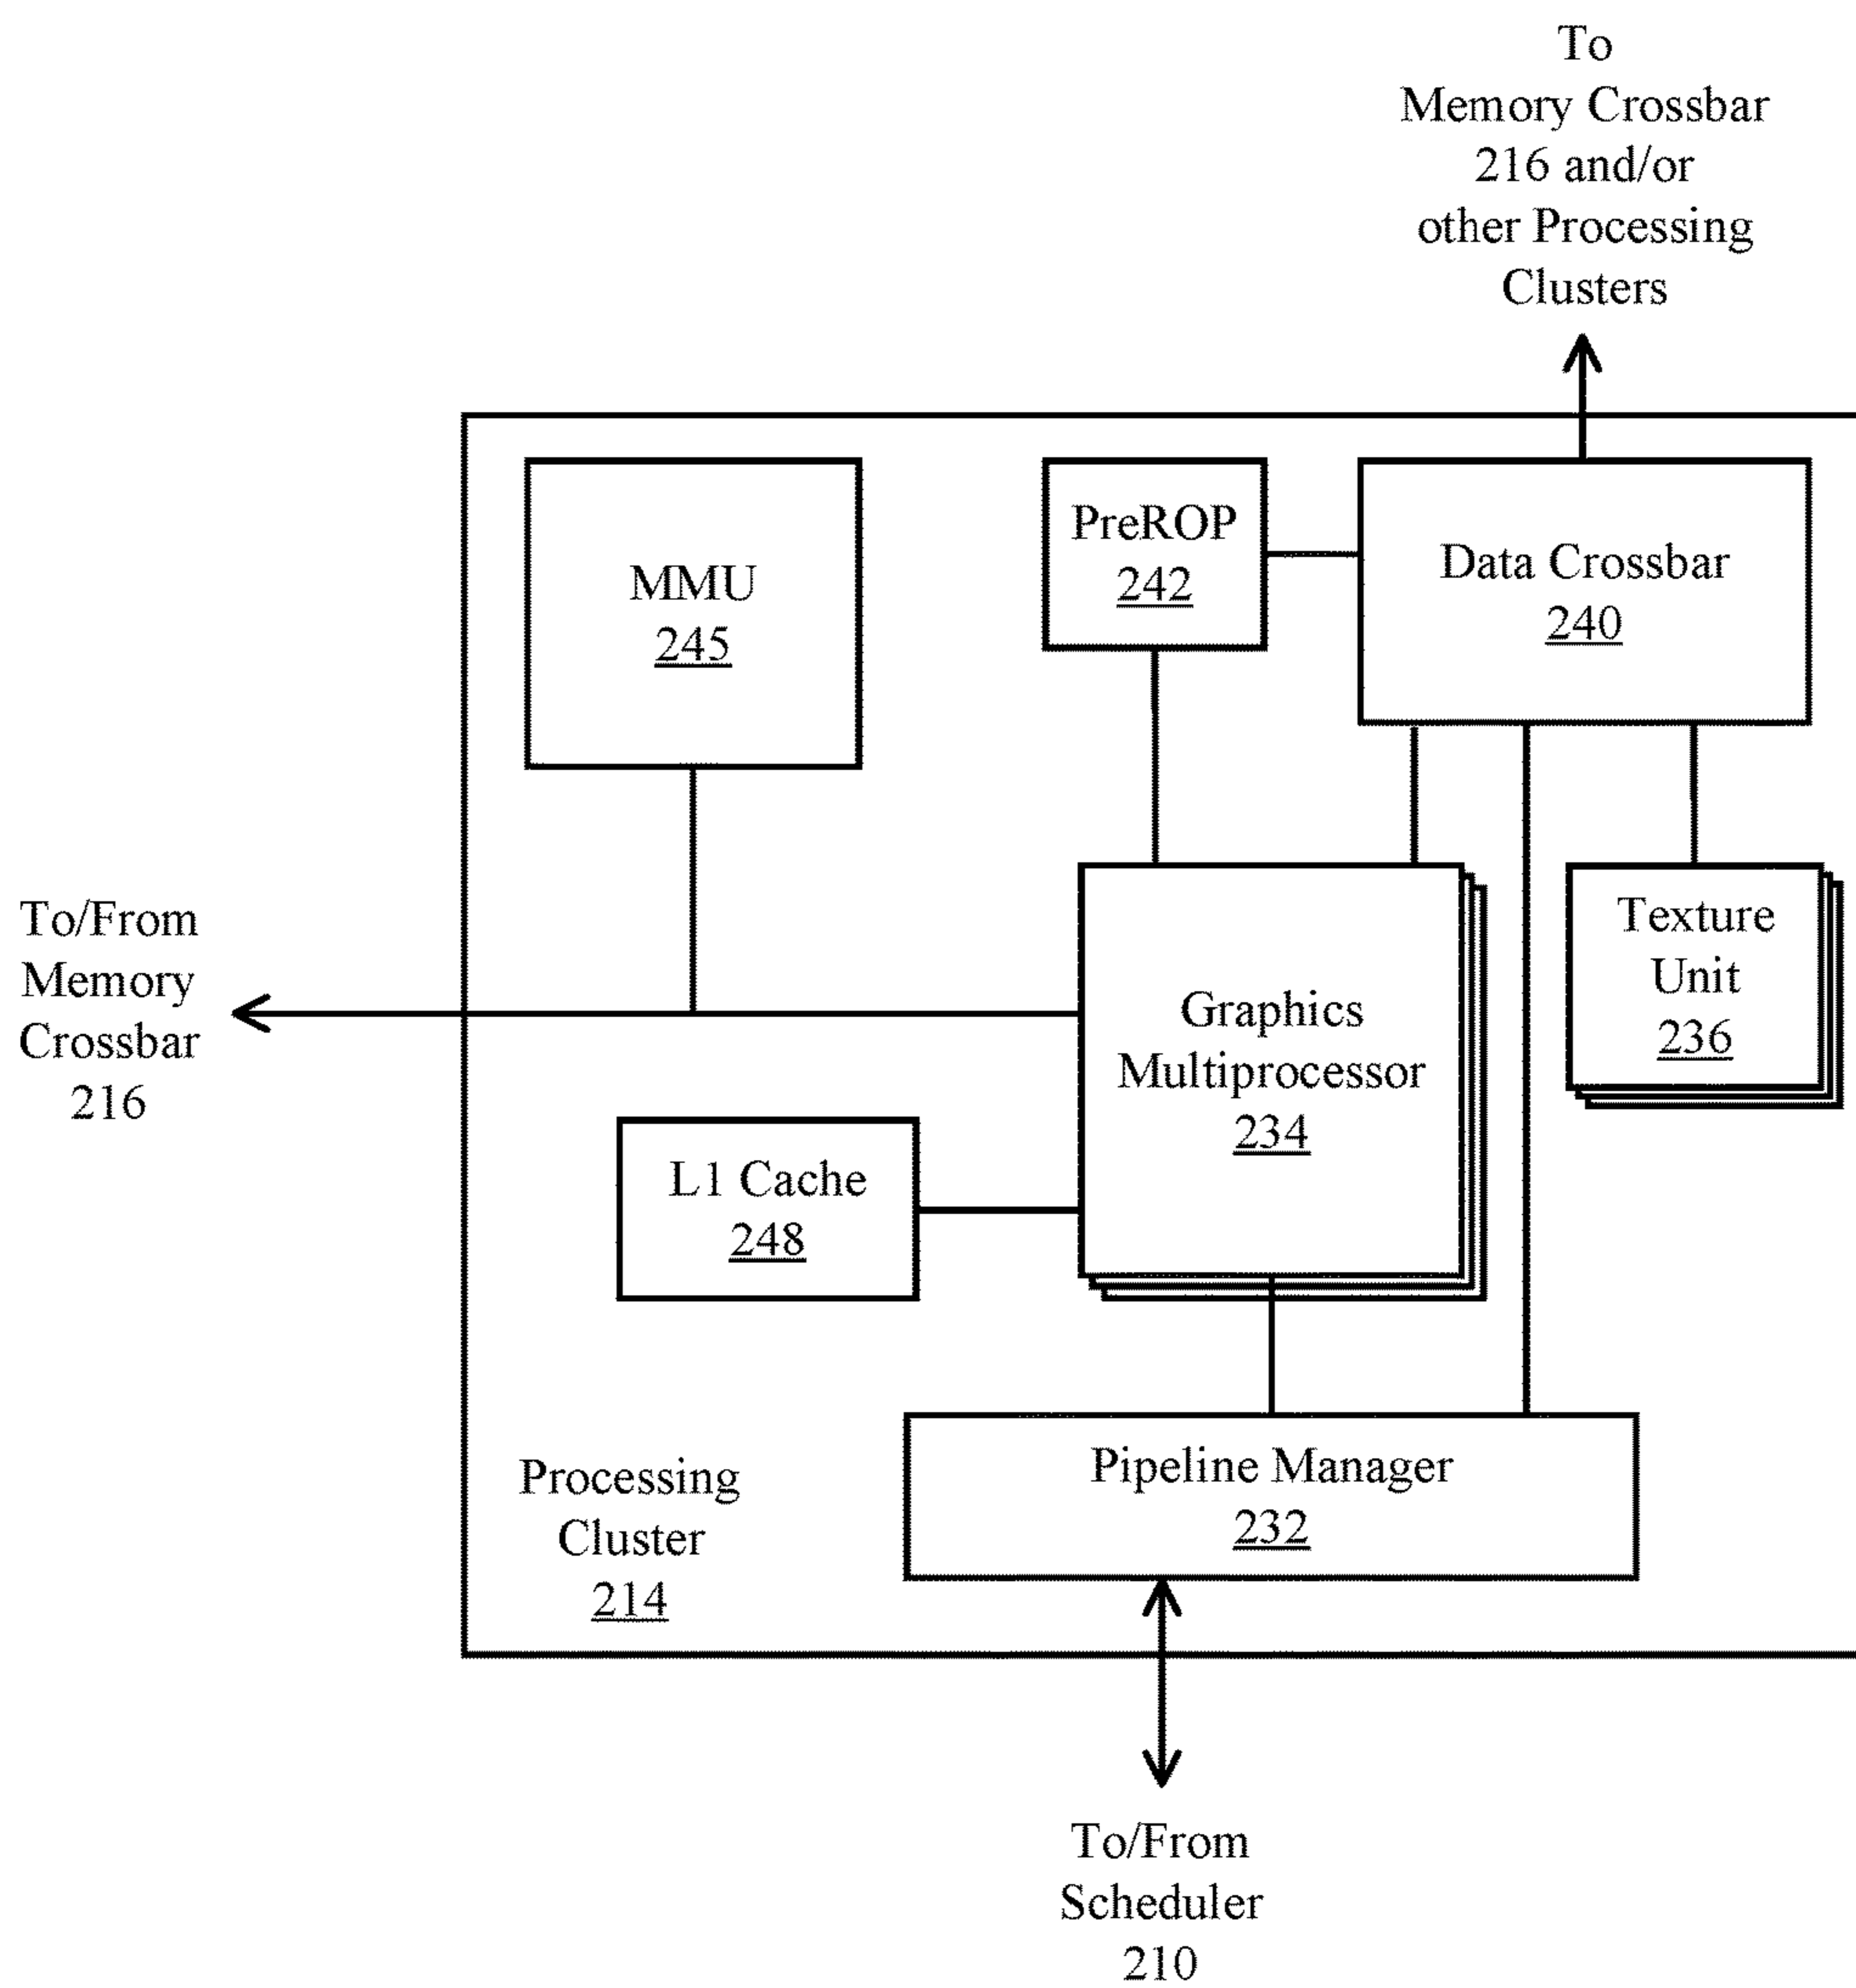 To
Memory Crossbar
216 and/or
other Processing
Clusters
MMU
245
PreROP
242
Data Crossbar
240
To/From
Memory
Crossbar
216
Graphics
Multiprocessor
234
Texture
Unit
236
L1 Cache
248
Processing
Cluster
214
Pipeline Manager
232
To/From
Scheduler
210